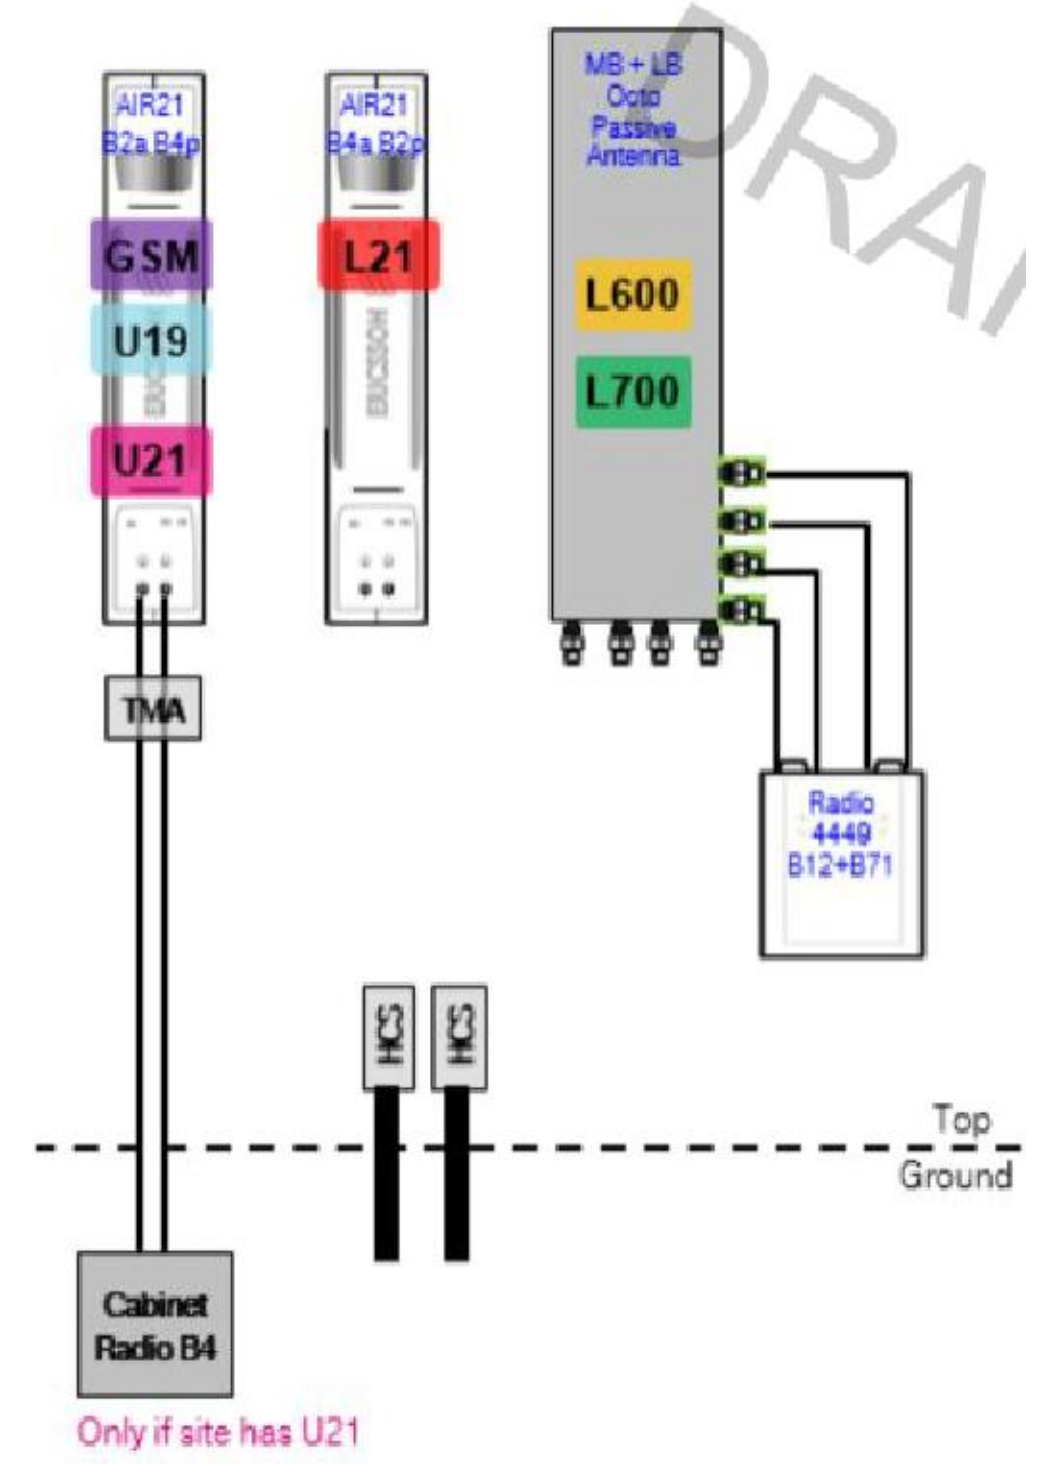 AIR21
B2a B4p
GSM
U19
U21
TMA
AIR21
B4a B2p
L21
ERICSSON
MB + LB
Octo
Passive
Antenna
L600
L700
Radio
4449
B12+B71
HCS
HCS
Top
Ground
Cabinet
Radio B4
Only if site has U21